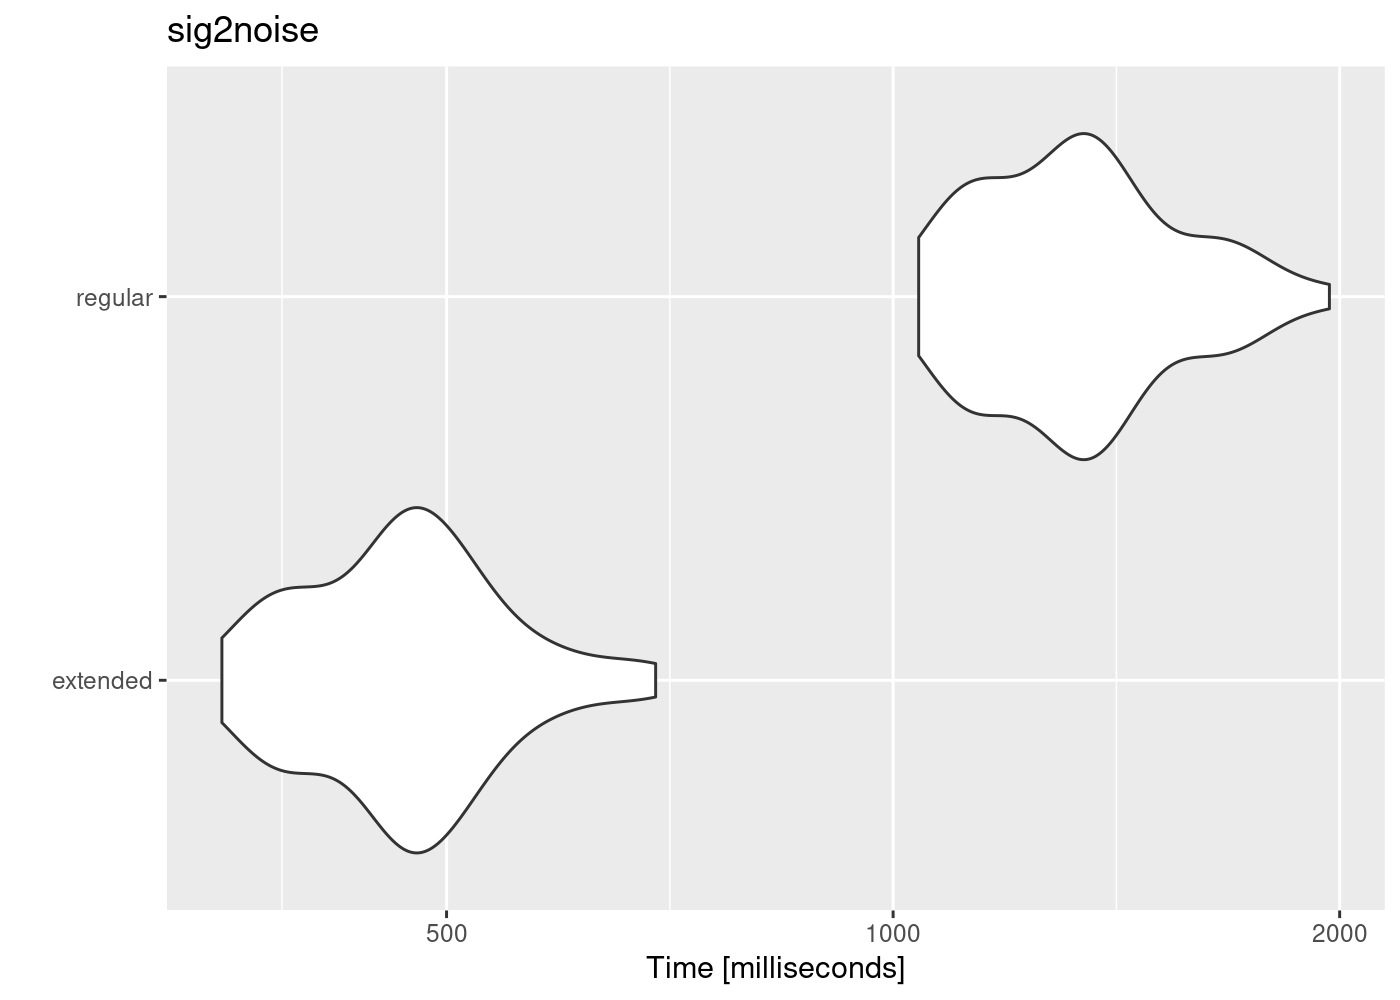 sig2noise
regular
extended
500 1000 2000
Time [milliseconds]